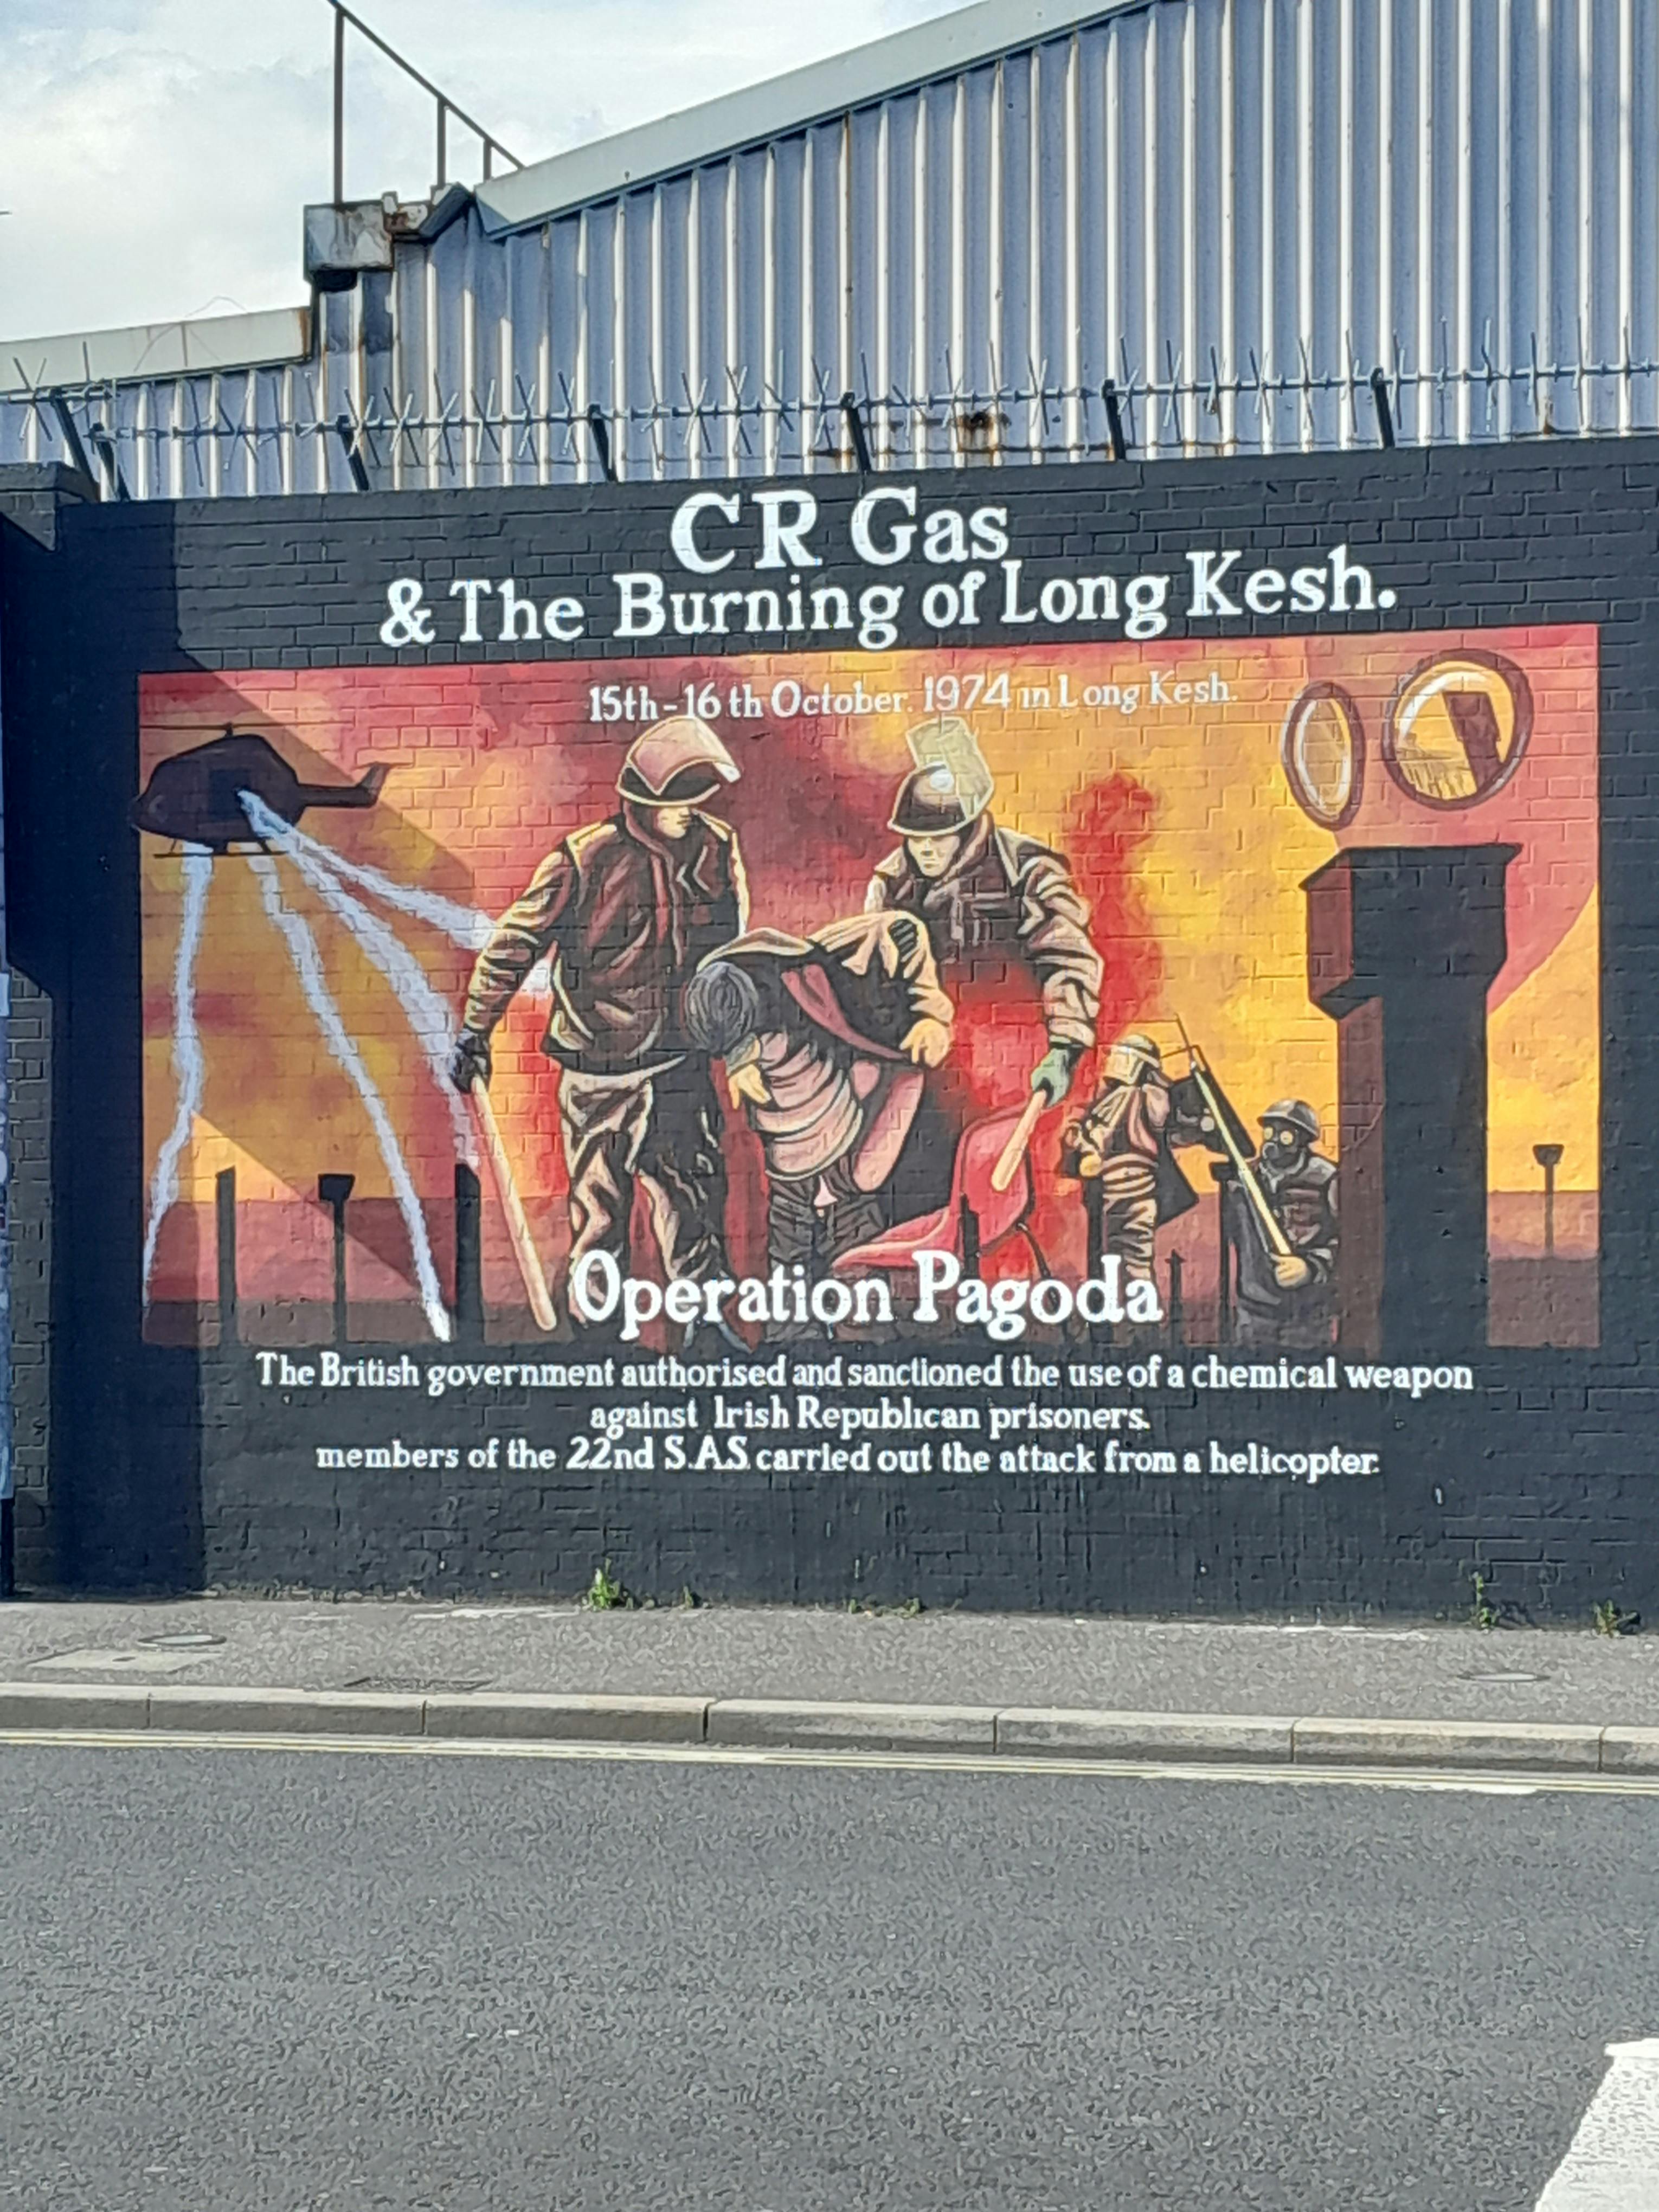 CR Gas
& The Burning of Long Kesh.
15th-16th October. 1974 in Long Kesh.
Operation Pagoda
The British government authorised and sanctioned the use of a chemical weapon
against Irish Republican prisoners.
members of the 22nd S.A.S. carried out the attack from a helicopter.